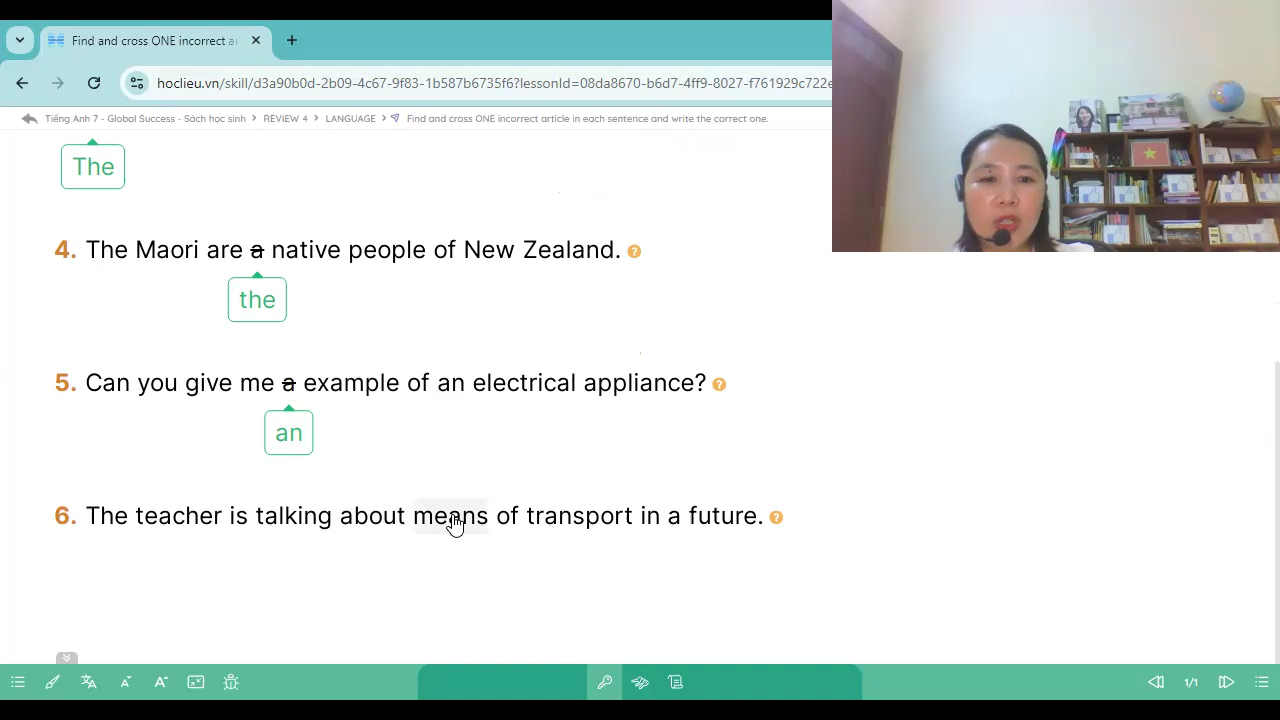 Find and cross ONE incorrect a
hoclieu.vn/skill/d3a90b0d-2b09-4c67-9f83-1b587b6735f6?lessonId=08da8670-b6d7-4ff9-8027-f761929c722e
Tiếng Anh 7 - Global Success - Sách học sinh > REVIEW 4 > LANGUAGE > Find and cross ONE incorrect article in each sentence and write the correct one.
The
4. The Maori are a native people of New Zealand.
the
5. Can you give me a example of an electrical appliance?
an
6. The teacher is talking about means of transport in a future.
1/1